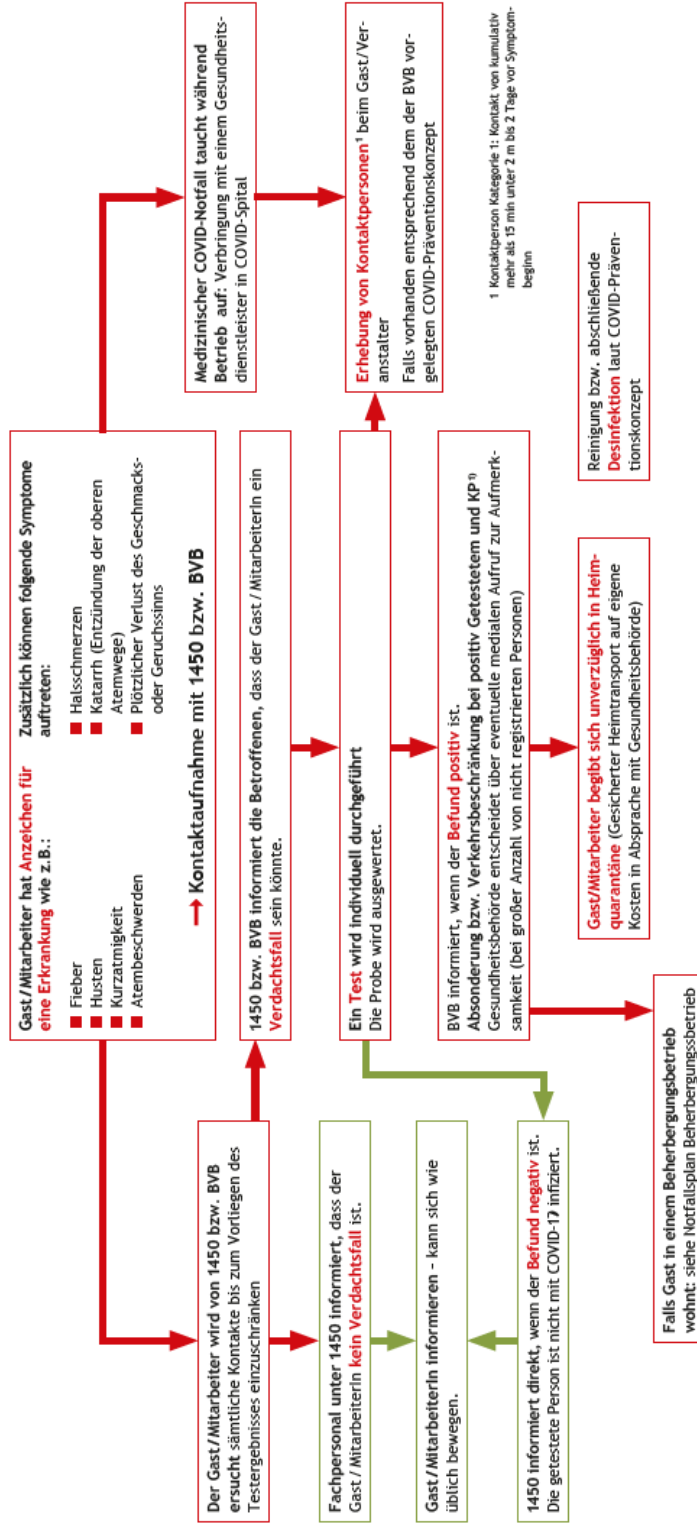 Gast/Mitarbeiter hat Anzeichen für
eine Erkrankung wie z.B.:
Fieber
Husten
Kurzatmigkeit
Atembeschwerden
Zusätzlich können folgende Symptome
auftreten:
Halsschmerzen
Katarrh (Entzündung der oberen
Atemwege)
Plötzlicher Verlust des Geschmacks-
oder Geruchssinns
Kontaktaufnahme mit 1450 bzw. BVB
Der Gast/Mitarbeiter wird von 1450 bzw. BVB
ersucht sämtliche Kontakte bis zum Vorliegen des
Testergebnisses einzuschränken
1450 bzw. BVB informiert die Betroffenen, dass der Gast/MitarbeiterIn ein
Verdachtsfall sein könnte.
Medizinischer COVID-Notfall taucht während
Betrieb auf: Verbringung mit einem Gesundheits-
dienstleister in COVID-Spital
Fachpersonal unter 1450 informiert, dass der
Gast/MitarbeiterIn kein Verdachtsfall ist.
Ein Test wird individuell durchgeführt
Die Probe wird ausgewertet.
Erhebung von Kontaktpersonen¹ beim Gast/Ver-
anstalter
Falls vorhanden entsprechend dem der BVB vor-
gelegten COVID-Präventionskonzept
Gast/MitarbeiterIn informieren – kann sich wie
üblich bewegen.
BVB informiert, wenn der Befund positiv ist.
Absonderung bzw. Verkehrsbeschränkung bei positiv Getestetem und KP¹⁾
Gesundheitsbehörde entscheidet über eventuelle medialen Aufruf zur Aufmerk-
samkeit (bei großer Anzahl von nicht registrierten Personen)
1 Kontaktperson Kategorie 1: Kontakt von kumulativ
mehr als 15 min unter 2 m bis 2 Tage vor Symptom-
beginn
1450 informiert direkt, wenn der Befund negativ ist.
Die getestete Person ist nicht mit COVID-17 infiziert.
Gast/Mitarbeiter begibt sich unverzüglich in Heim-
quarantäne (Gesicherter Heimtransport auf eigene
Kosten in Absprache mit Gesundheitsbehörde)
Reinigung bzw. abschließende
Desinfektion laut COVID-Präven-
tionskonzept
Falls Gast in einem Beherbergungsbetrieb
wohnt: siehe Notfallsplan Beherbergungssbetrieb